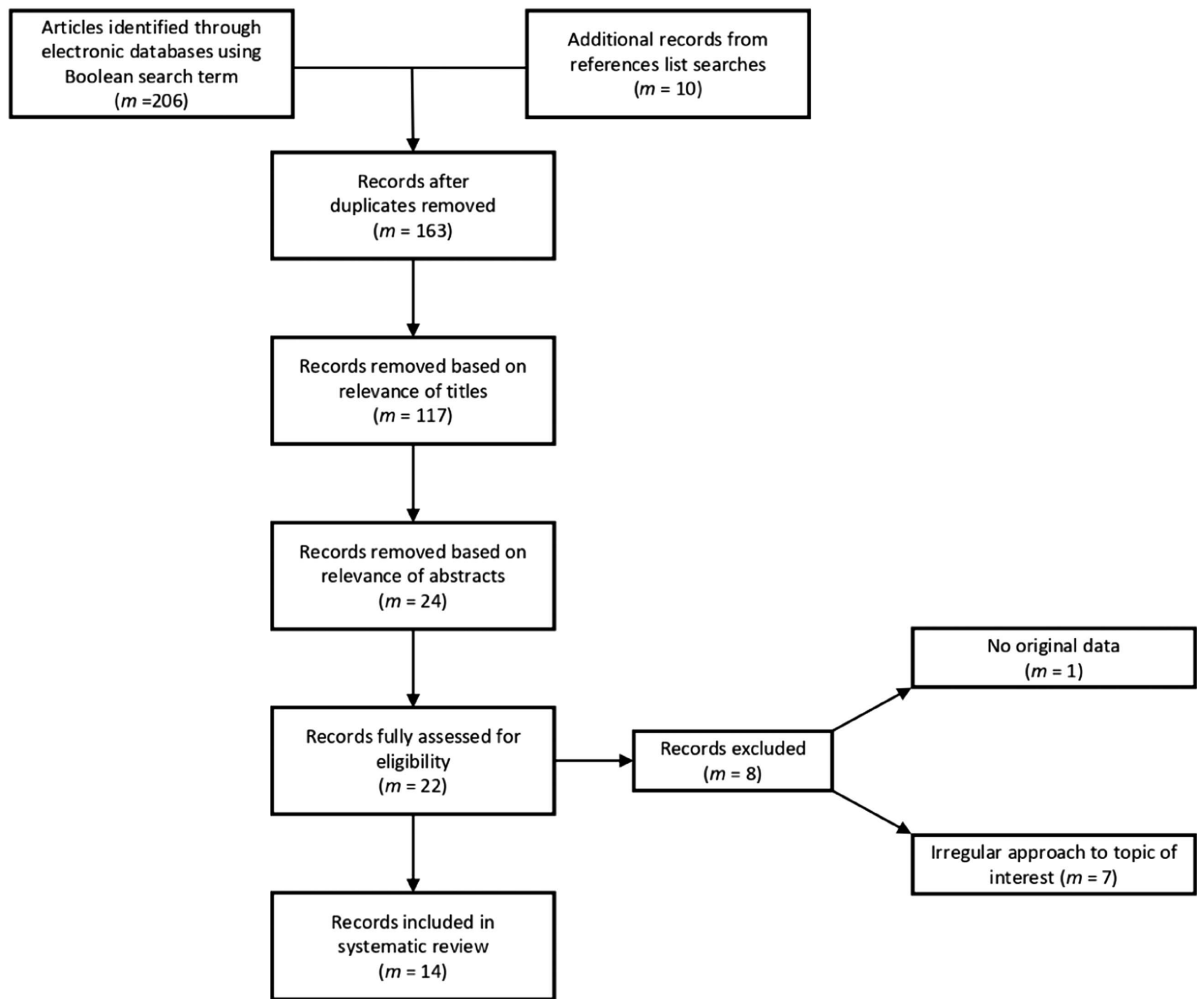 Articles identified through
electronic databases using
Boolean search term
(m =206)
Additional records from
references list searches
(m = 10)
Records after
duplicates removed
(m = 163)
Records removed based on
relevance of titles
(m = 117)
Records removed based on
relevance of abstracts
(m = 24)
Records fully assessed for
eligibility
(m = 22)
Records excluded
(m = 8)
No original data
(m = 1)
Irregular approach to topic of
interest (m = 7)
Records included in
systematic review
(m = 14)